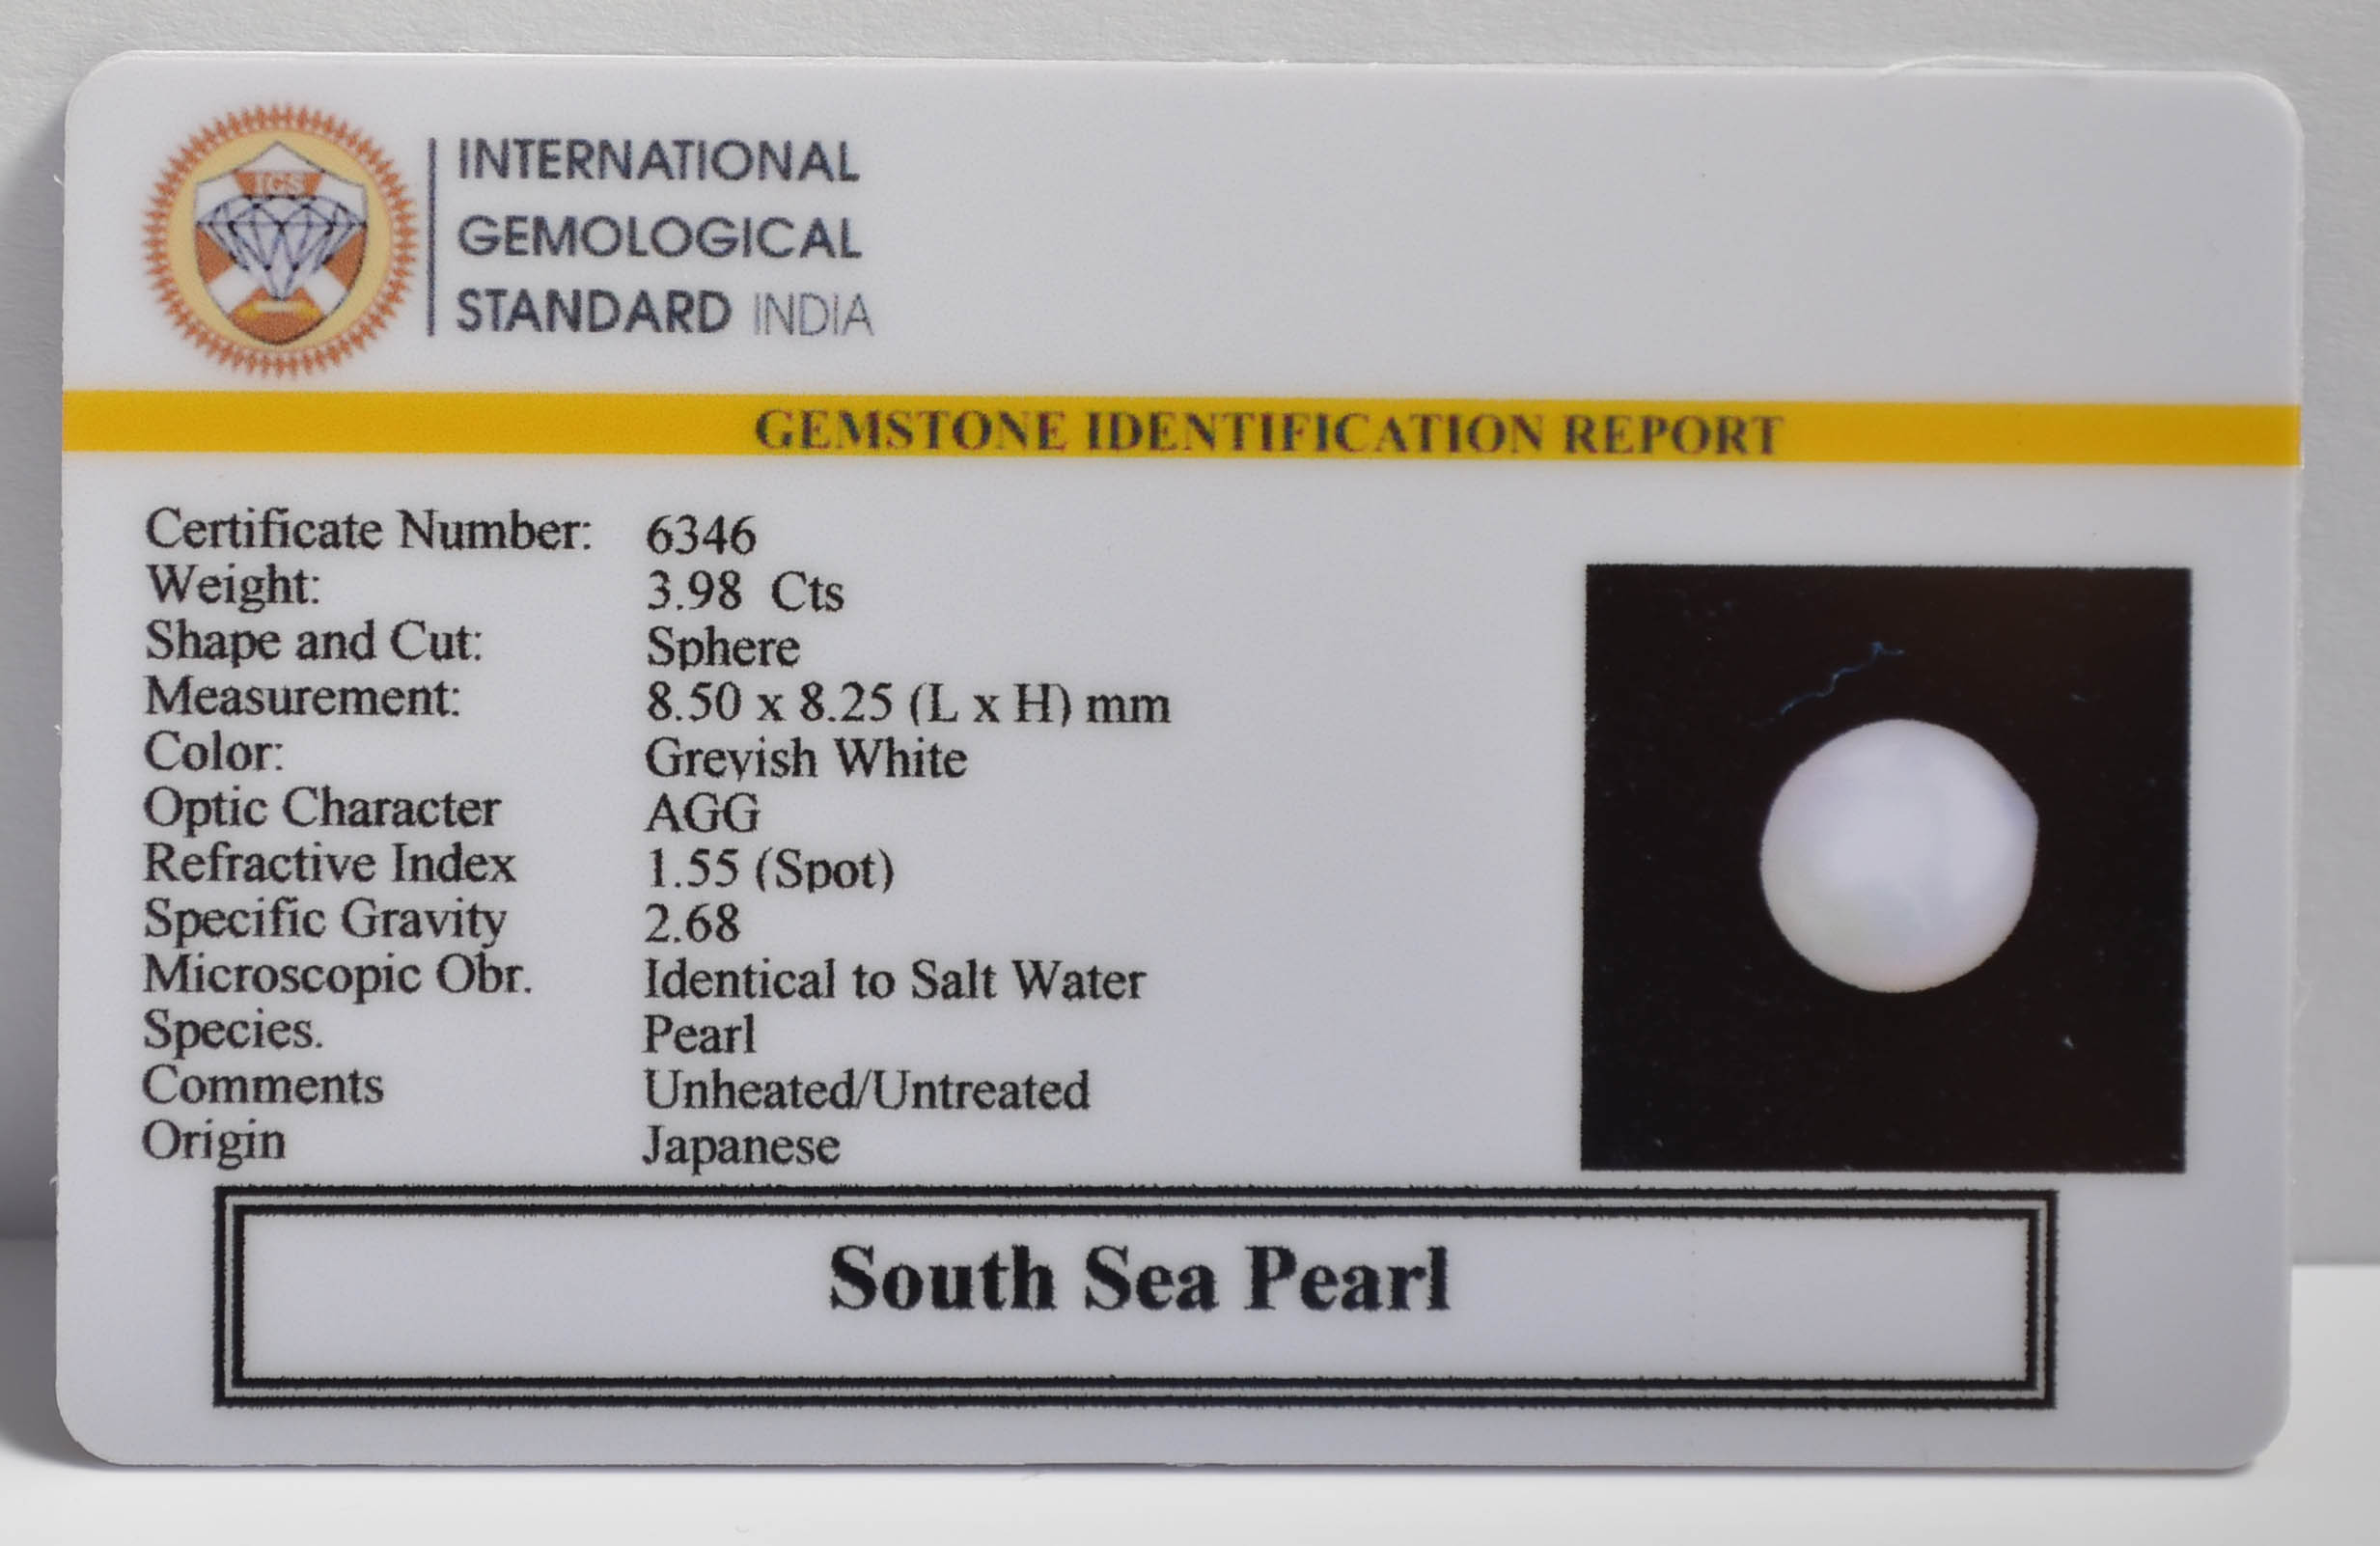 IGS
INTERNATIONAL
GEMOLOGICAL
STANDARD INDIA
GEMSTONE IDENTIFICATION REPORT
Certificate Number: 6346
Weight: 3.98 Cts
Shape and Cut: Sphere
Measurement: 8.50 x 8.25 (L x H) mm
Color: Greyish White
Optic Character AGG
Refractive Index 1.55 (Spot)
Specific Gravity 2.68
Microscopic Obr. Identical to Salt Water
Species. Pearl
Comments Unheated/Untreated
Origin Japanese
South Sea Pearl